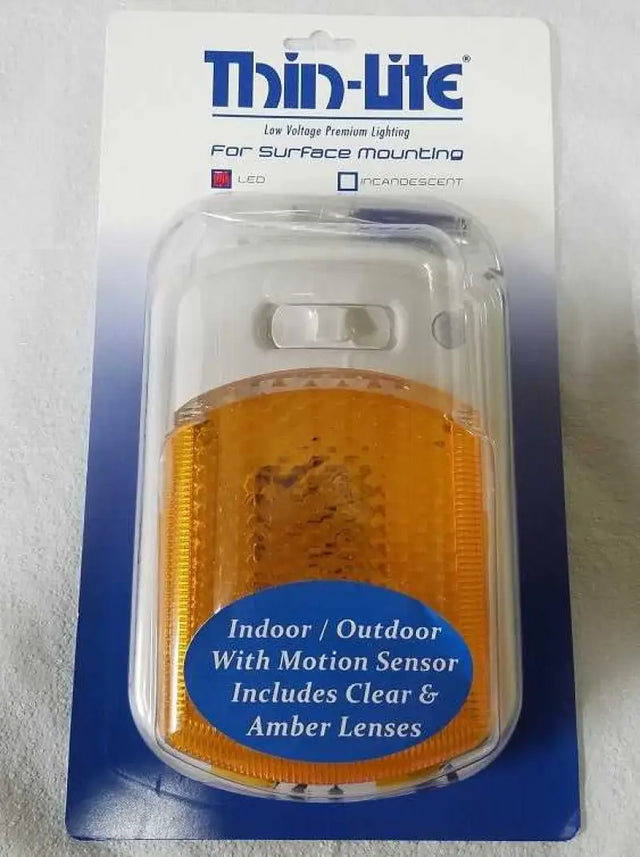 Thin-Lite®
Low Voltage Premium Lighting
For Surface Mounting
LED INCANDESCENT
Indoor / Outdoor
With Motion Sensor
Includes Clear &
Amber Lenses